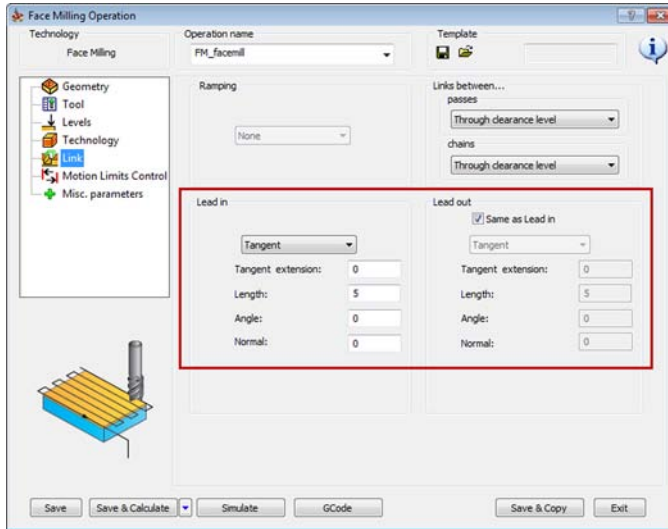 Face Milling Operation
Technology
Face Milling
Operation name
FM_facemill
Template
Geometry
Tool
Levels
Technology
Link
Motion Limits Control
Misc. parameters
Ramping
None
Links between...
passes
Through clearance level
chains
Through clearance level
Lead in
Tangent
Tangent extension: 0
Length: 5
Angle: 0
Normal: 0
Lead out
Same as Lead in
Tangent
Tangent extension: 0
Length: 5
Angle: 0
Normal: 0
Save
Save & Calculate
Simulate
GCode
Save & Copy
Exit